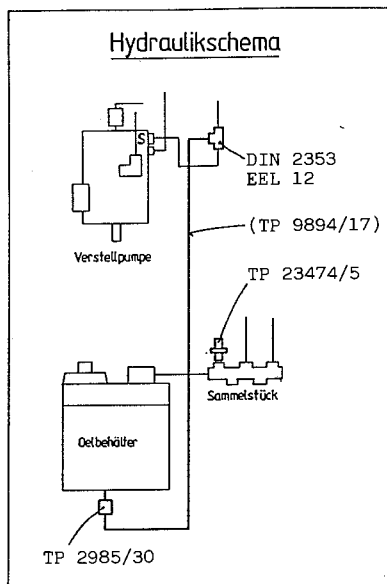 Hydraulikschema
S
DIN 2353
EEL 12
Verstellpumpe
(TP 9894/17)
TP 23474/5
Sammelstück
Oelbehälter
TP 2985/30